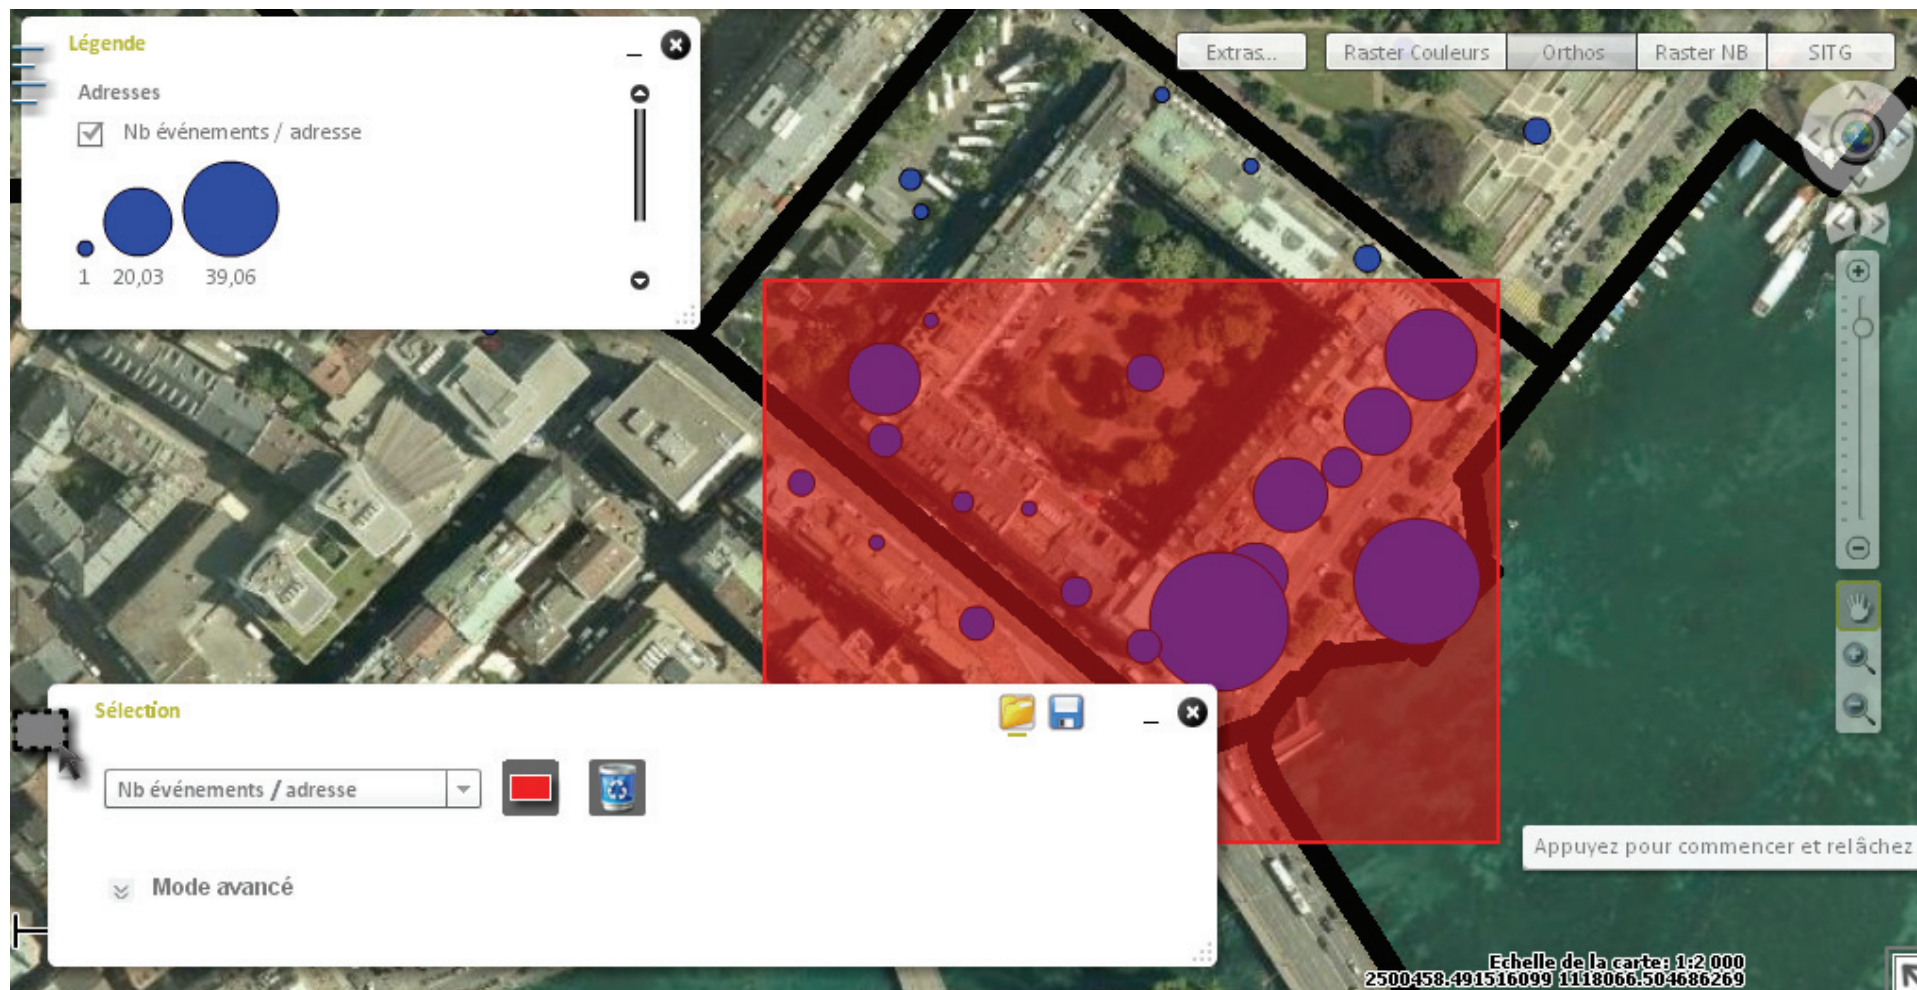 Légende
Adresses
Nb événements / adresse
1 20,03 39,06
Extras... Raster Couleurs Orthos Raster NB SITG
Sélection
Nb événements / adresse
Mode avancé
Appuyez pour commencer et relâchez
Echelle de la carte: 1:2 000
2500458.491516099 1118066.504686269